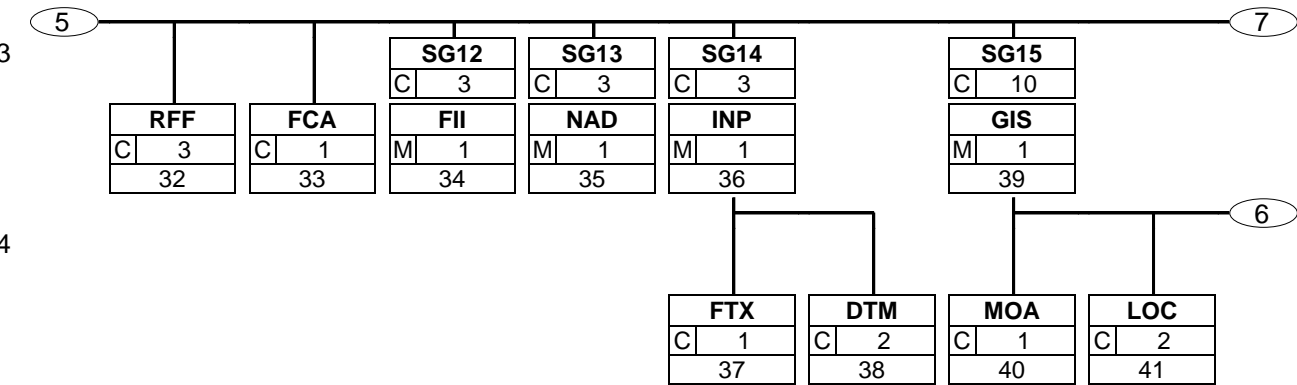 5 7
3
SG12 SG13 SG14 SG15
C 3 C 3 C 3 C 10
RFF FCA FII NAD INP GIS
C 3 C 1 M 1 M 1 M 1 M 1
32 33 34 35 36 39
6
4
FTX DTM MOA LOC
C 1 C 2 C 1 C 2
37 38 40 41